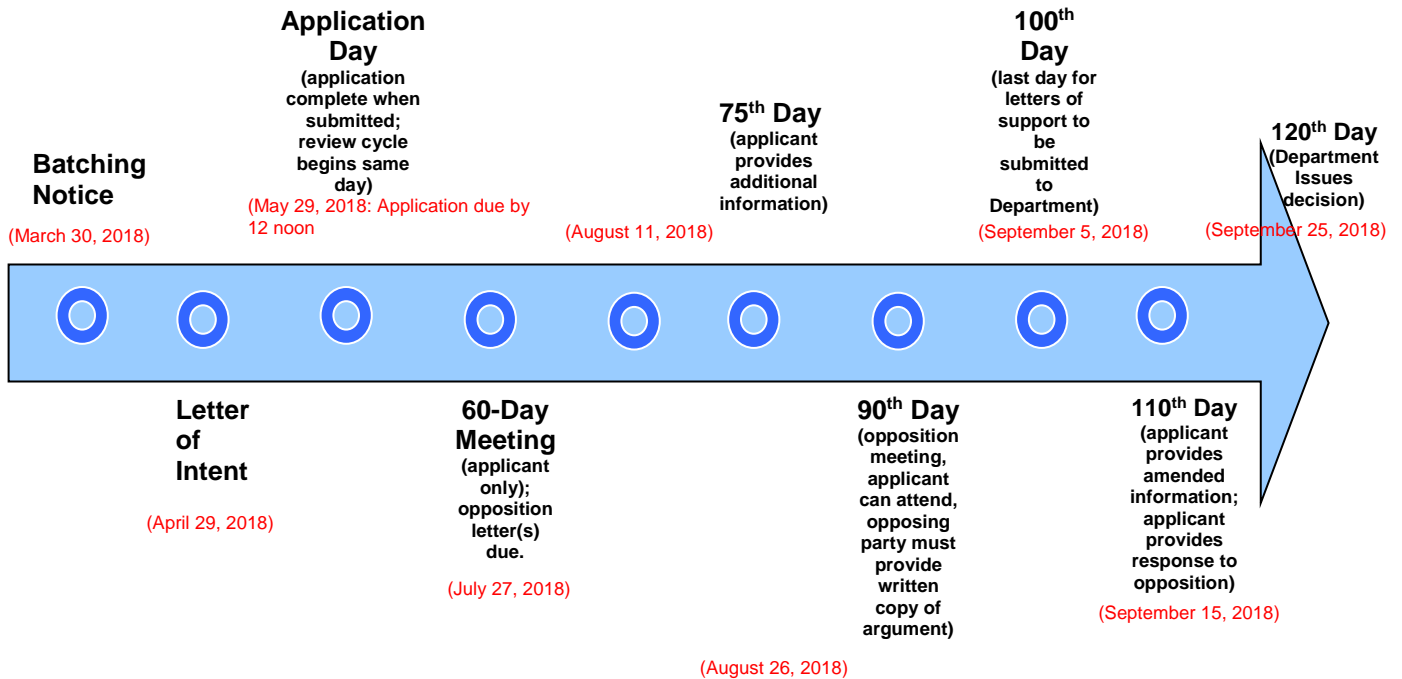 Batching
Notice
(March 30, 2018)
Letter
of
Intent
(April 29, 2018)
Application
Day
(application
complete when
submitted;
review cycle
begins same
day)
(May 29, 2018: Application due by
12 noon
60-Day
Meeting
(applicant
only);
opposition
letter(s)
due.
(July 27, 2018)
75th Day
(applicant
provides
additional
information)
(August 11, 2018)
90th Day
(opposition
meeting,
applicant
can attend,
opposing
party must
provide
written
copy of
argument)
(August 26, 2018)
100th
Day
(last day for
letters of
support to
be
submitted
to
Department)
(September 5, 2018)
110th Day
(applicant
provides
amended
information;
applicant
provides
response to
opposition)
(September 15, 2018)
120th Day
(Department
Issues
decision)
(September 25, 2018)